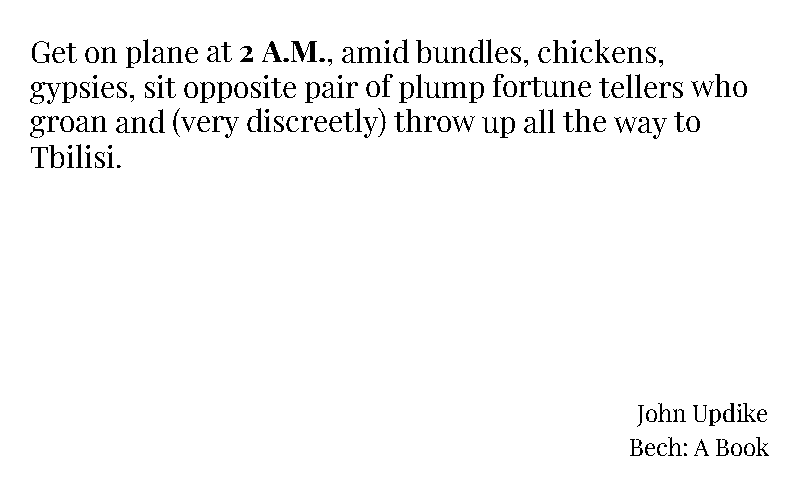 Get on plane at 2 A.M., amid bundles, chickens,
gypsies, sit opposite pair of plump fortune tellers who
groan and (very discreetly) throw up all the way to
Tbilisi.
John Updike
Bech: A Book